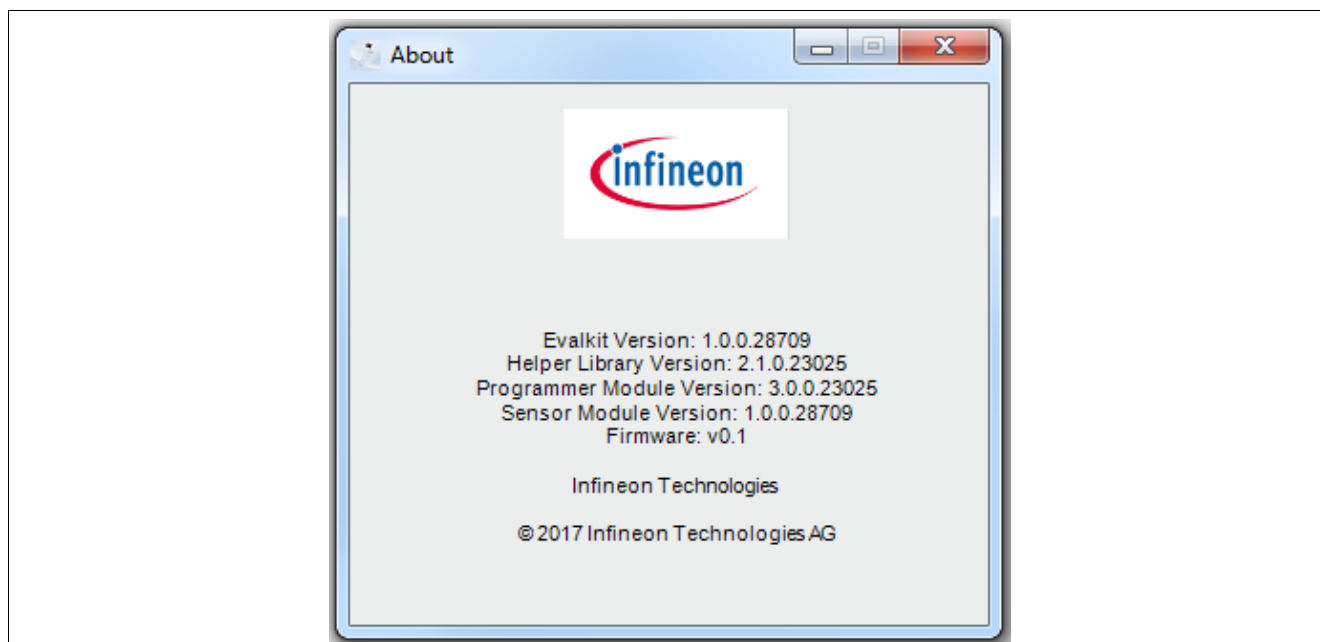 About
infineon
Evalkit Version: 1.0.0.28709
Helper Library Version: 2.1.0.23025
Programmer Module Version: 3.0.0.23025
Sensor Module Version: 1.0.0.28709
Firmware: v0.1
Infineon Technologies
© 2017 Infineon Technologies AG